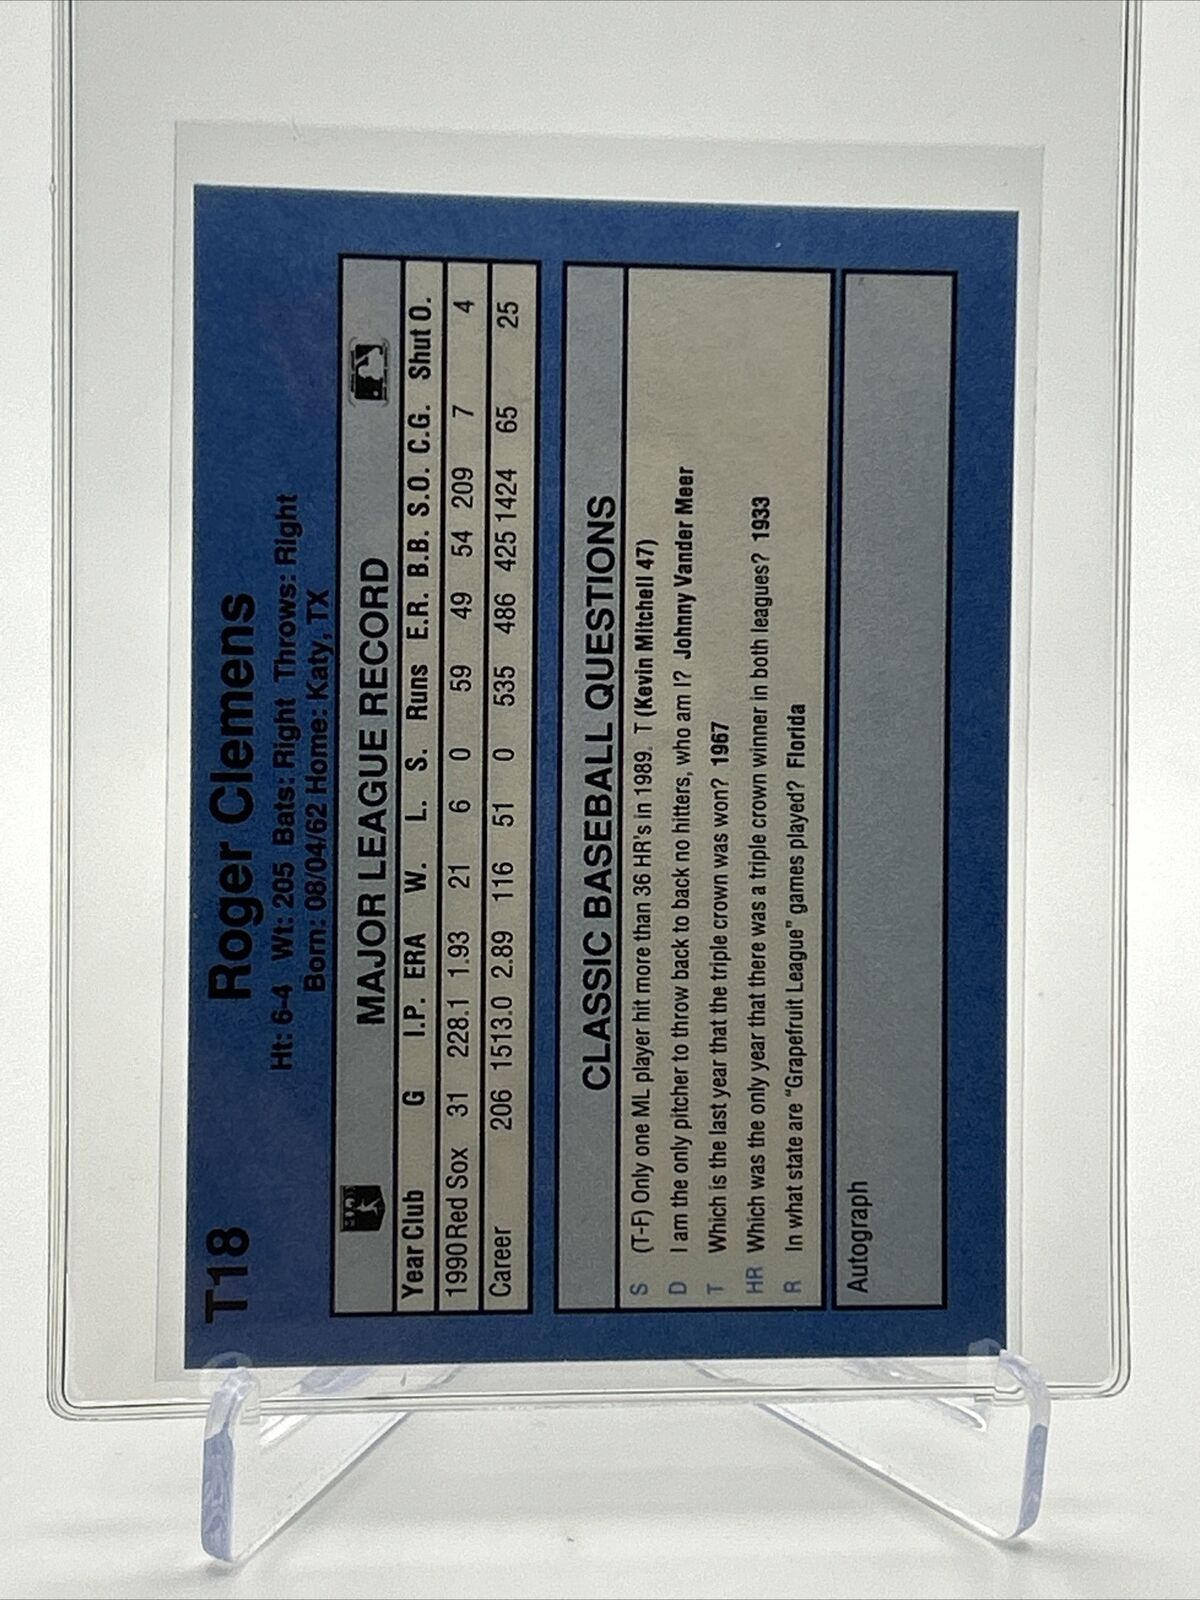 T18
Roger Clemens
Ht: 6-4 Wt: 205 Bats: Right Throws: Right
Born: 08/04/62 Home: Katy, TX
MAJOR LEAGUE RECORD
Year Club G I.P. ERA W. L. S. Runs E.R. B.B. S.O. C.G. Shut O.
1990 Red Sox 31 228.1 1.93 21 6 0 59 49 54 209 7 4
Career 206 1513.0 2.89 116 51 0 535 486 425 1424 65 25
CLASSIC BASEBALL QUESTIONS
S (T-F) Only one ML player hit more than 36 HR's in 1989. T (Kevin Mitchell 47)
D I am the only pitcher to throw back to back no hitters, who am I? Johnny Vander Meer
T Which is the last year that the triple crown was won? 1967
HR Which was the only year that there was a triple crown winner in both leagues? 1933
R In what state are "Grapefruit League" games played? Florida
Autograph